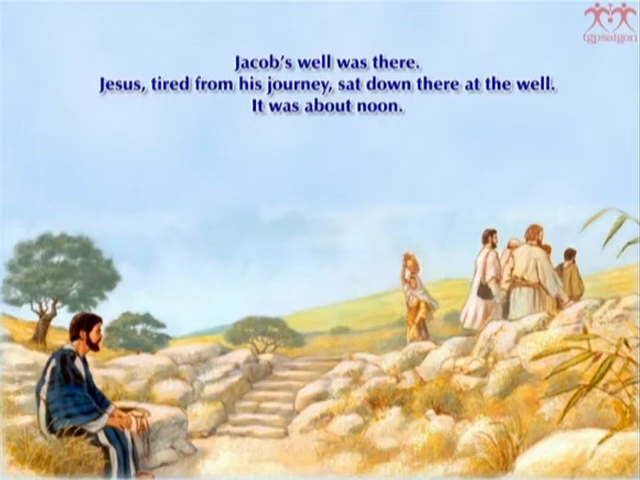 tgpsaigon
Jacob's well was there.
Jesus, tired from his journey, sat down there at the well.
It was about noon.